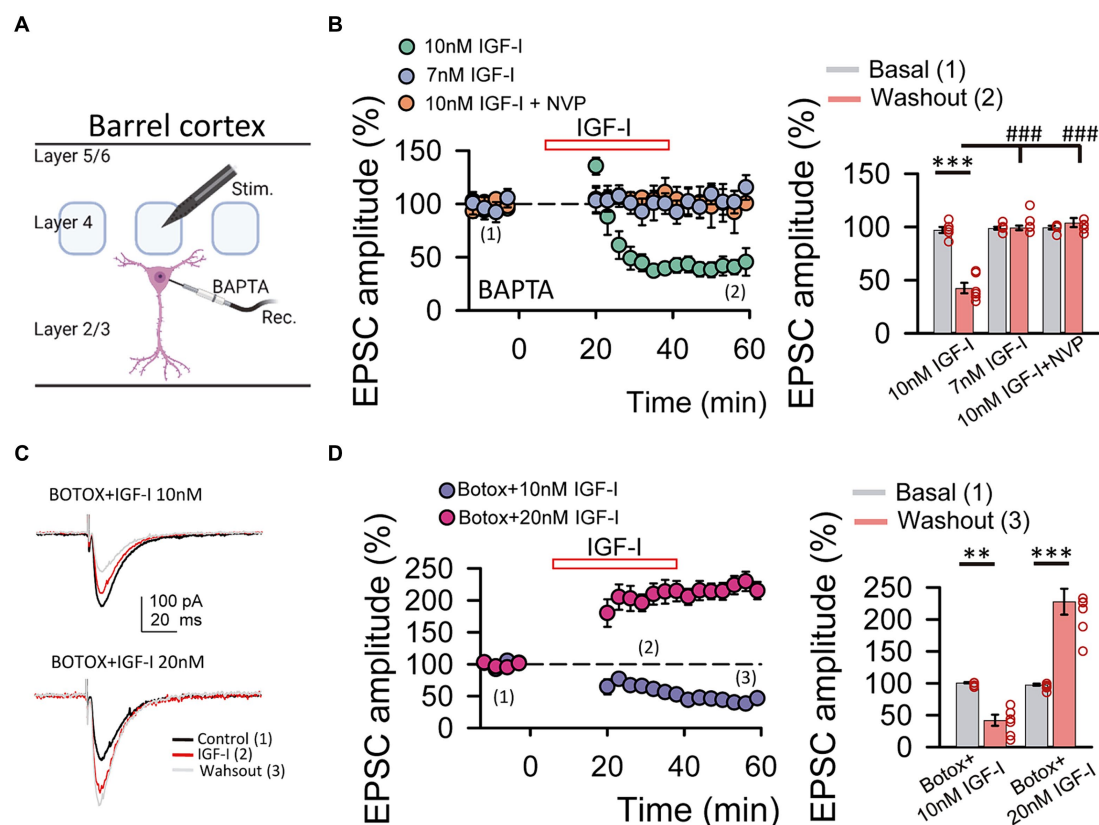 A
Barrel cortex
Layer 5/6
Stim.
Layer 4
BAPTA
Rec.
Layer 2/3
B
10nM IGF-I
7nM IGF-I
10nM IGF-I + NVP
IGF-I
EPSC amplitude (%)
150
100
50
0
(1)
(2)
BAPTA
0 20 40 60
Time (min)
Basal (1)
Washout (2)
### ###
***
EPSC amplitude (%)
150
100
50
0
10nM IGF-I
7nM IGF-I
10nM IGF-I+NVP
C
BOTOX+IGF-I 10nM
100 pA
20 ms
BOTOX+IGF-I 20nM
Control (1)
IGF-I (2)
Wahsout (3)
D
Botox+10nM IGF-I
Botox+20nM IGF-I
IGF-I
EPSC amplitude (%)
250
200
150
100
50
0
(1)
(2)
(3)
0 20 40 60
Time (min)
Basal (1)
Washout (3)
** ***
EPSC amplitude (%)
250
200
150
100
50
0
Botox+
10nM IGF-I
Botox+
20nM IGF-I